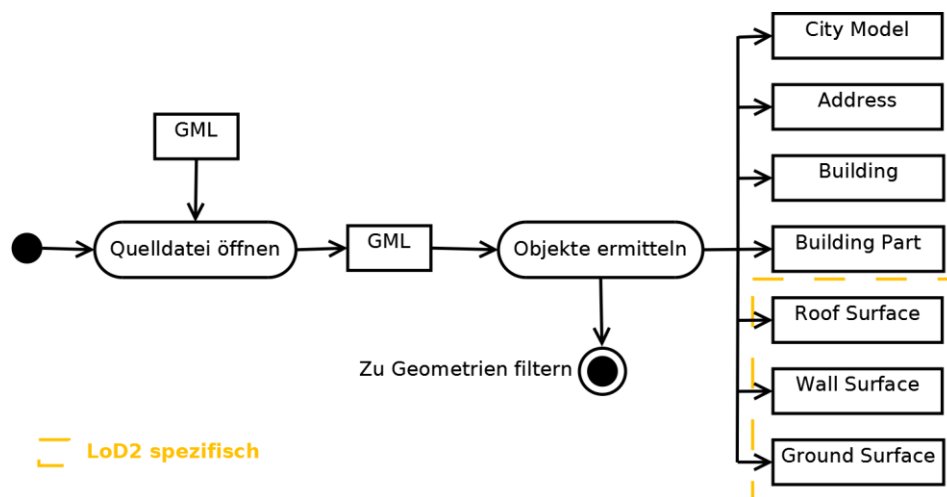 City Model
Address
GML
Building
Quelldatei öffnen
GML
Objekte ermitteln
Building Part
Roof Surface
Zu Geometrien filtern
Wall Surface
LoD2 spezifisch
Ground Surface